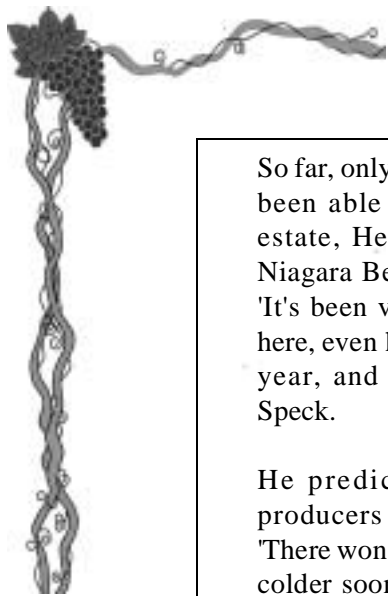 So far, only
been able
estate, He
Niagara Be
'It's been v
here, even
year, and
Speck.
He predic
producers
'There won
colder soon